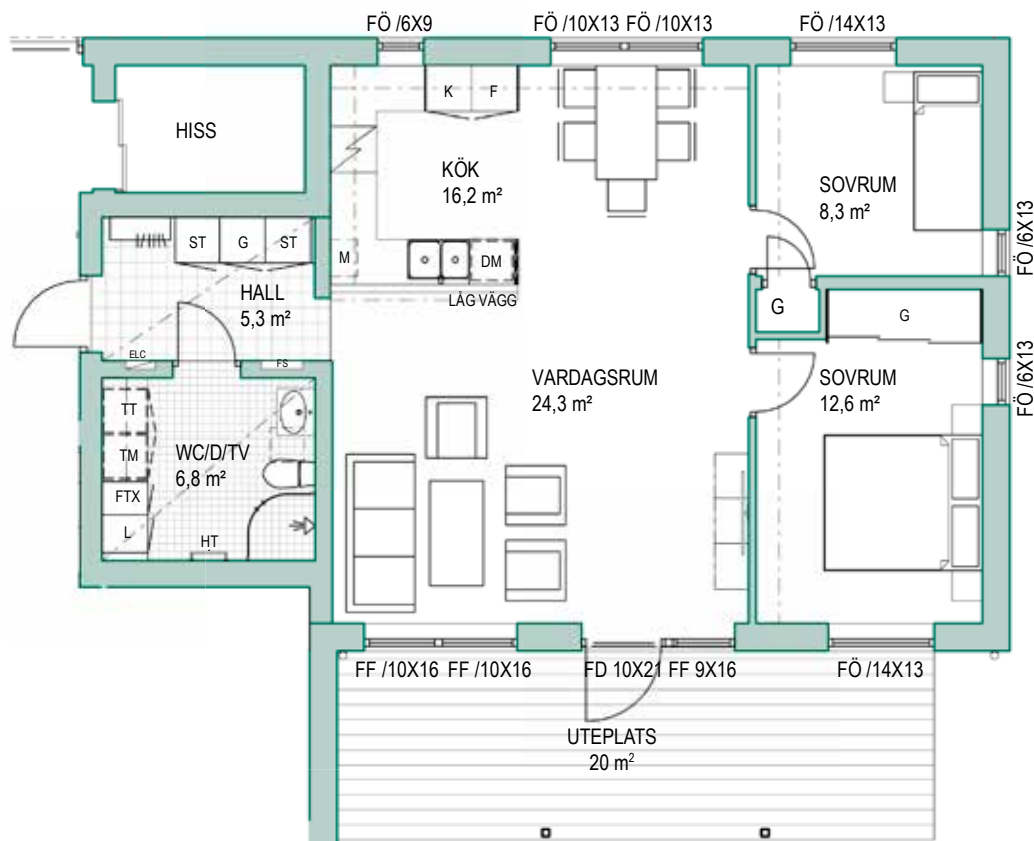 FÖ /6X9
FÖ /10X13 FÖ /10X13
FÖ /14X13
K
F
HISS
KÖK
16,2 m²
SOVRUM
8,3 m²
FÖ /6X13
ST
G
ST
M
DM
LÅG VÄGG
HALL
5,3 m²
G
G
ELC
FS
VARDAGSRUM
24,3 m²
SOVRUM
12,6 m²
FÖ /6X13
TT
TM
WC/D/TV
6,8 m²
FTX
L
HT
FF /10X16 FF /10X16
FD 10X21 FF 9X16
FÖ /14X13
UTEPLATS
20 m²